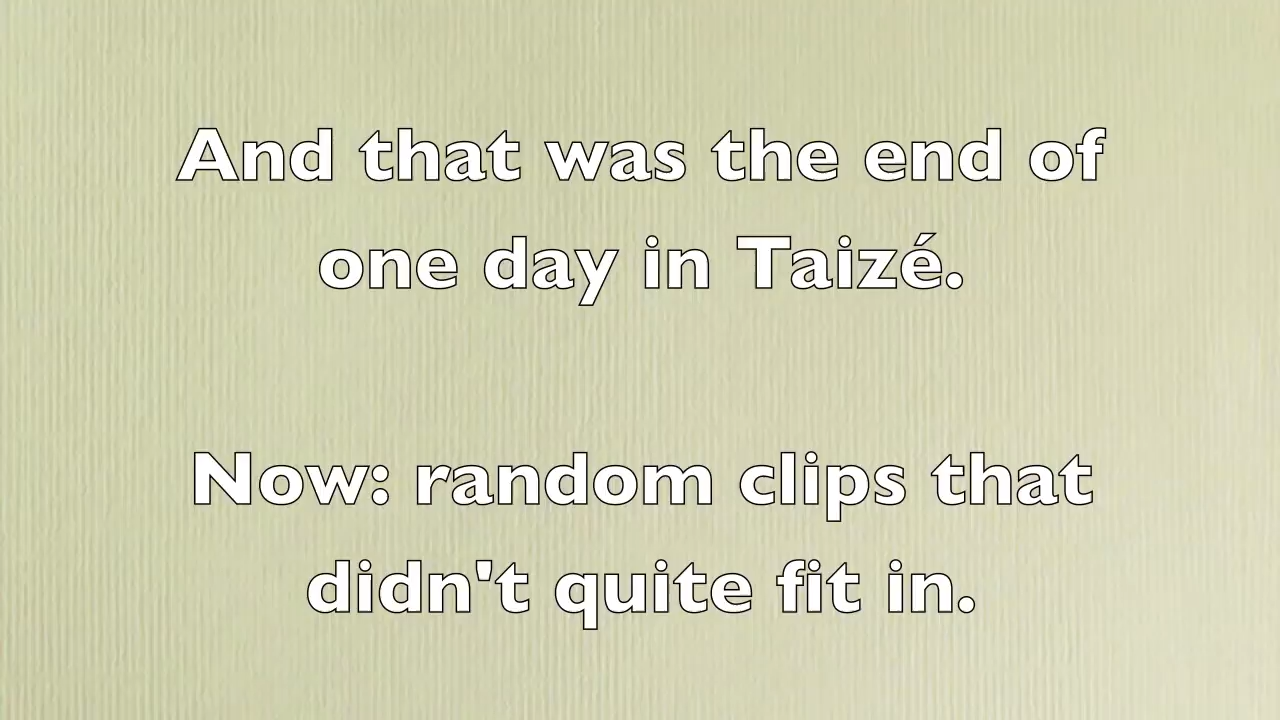 And that was the end of
one day in Taizé.
Now: random clips that
didn't quite fit in.